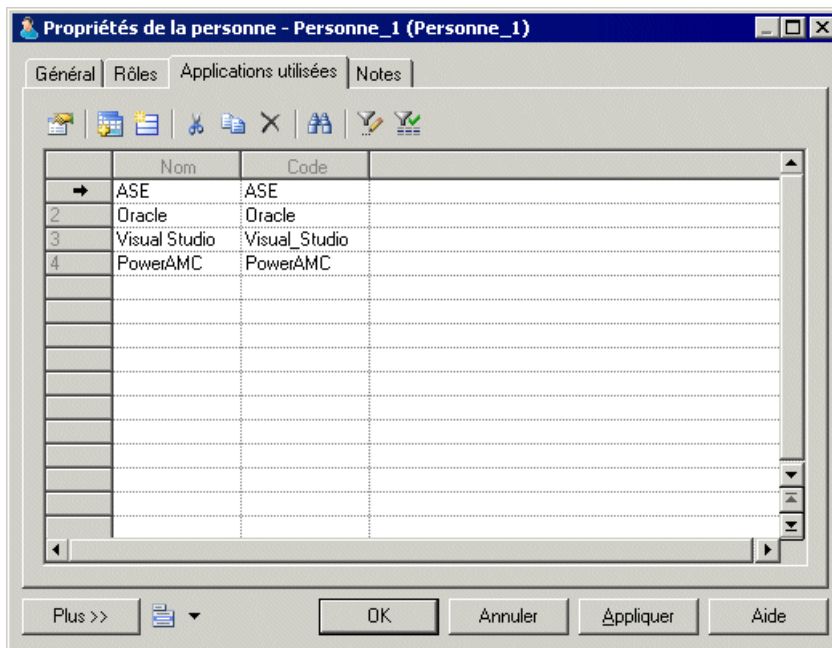 Propriétés de la personne - Personne_1 (Personne_1)
Général Rôles Applications utilisées Notes
Nom Code
ASE ASE
2 Oracle Oracle
3 Visual Studio Visual_Studio
4 PowerAMC PowerAMC
Plus >> OK Annuler Appliquer Aide